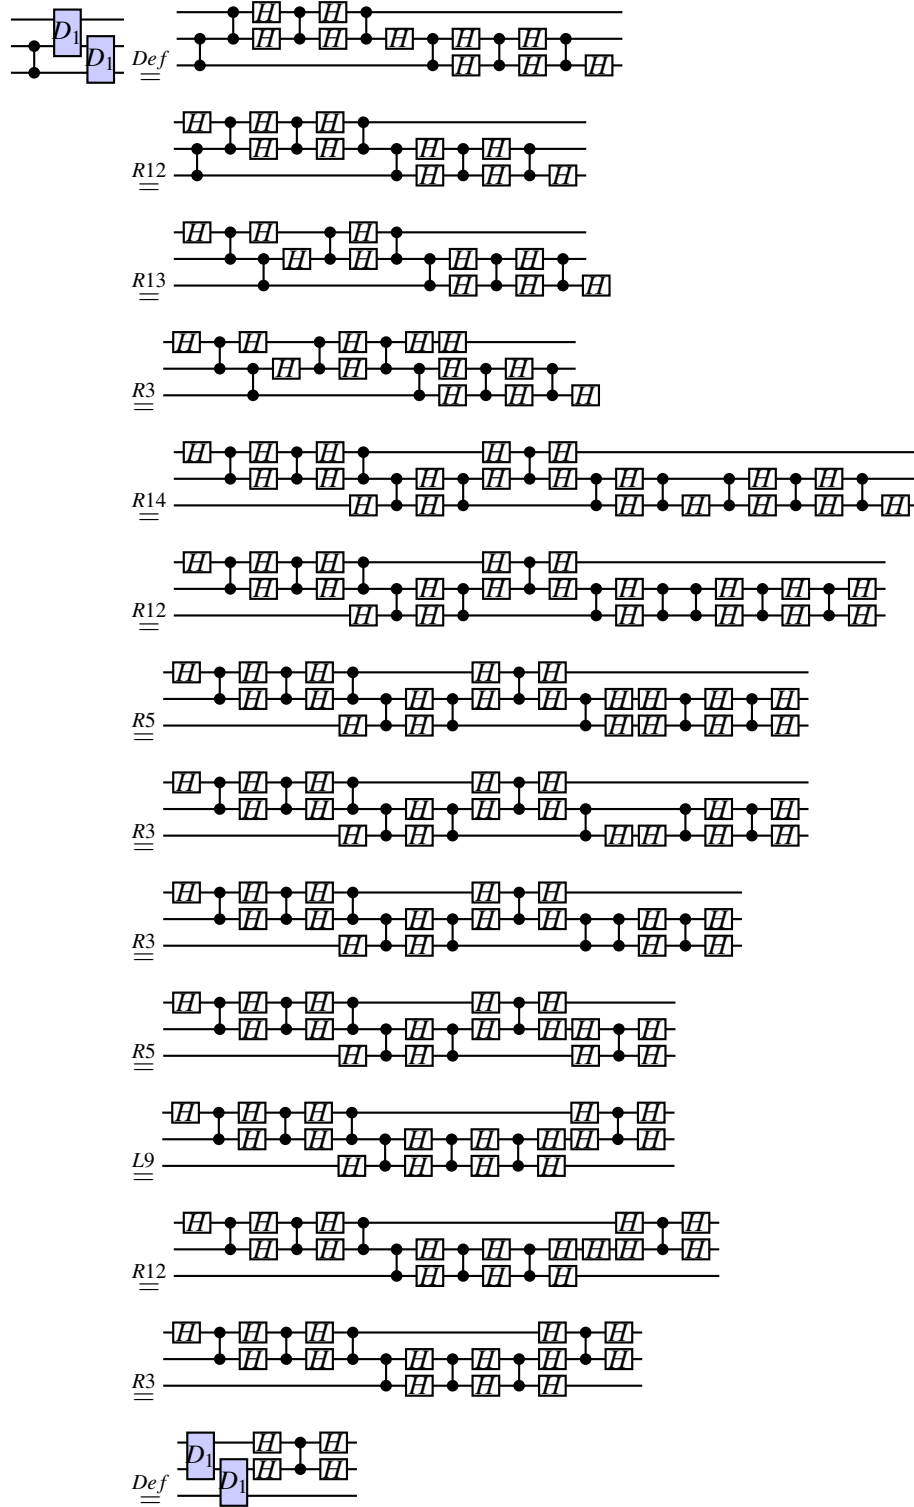 D₁ H H
D₁ H H H H H
Def = H H H
H H H
H H H H
R12 = H H H
H H H
H H H H
R13 = H H H
H H H H H
H H H H
R3 = H H H
H H H H H
H H H H H H H H
R14 = H H H H H H H
H H H H H
H H H H H H H H H
R12 = H H H H H H
H H H H H
H H H H H H H H H
R5 = H H H H H H
H H H H H
H H H H H H H
R3 = H H H H H H
H H H H H
H H H H H H H
R3 = H H H H
H H H H H
H H H H H H H
R5 = H H H H
H H H H H
H H H H H H H
L9 = H H H H
H H H H H
H H H H H H H H
R12 = H H H
H H H H H
H H H H H H
R3 = H H H
D₁ H H
D₁ H H
Def =